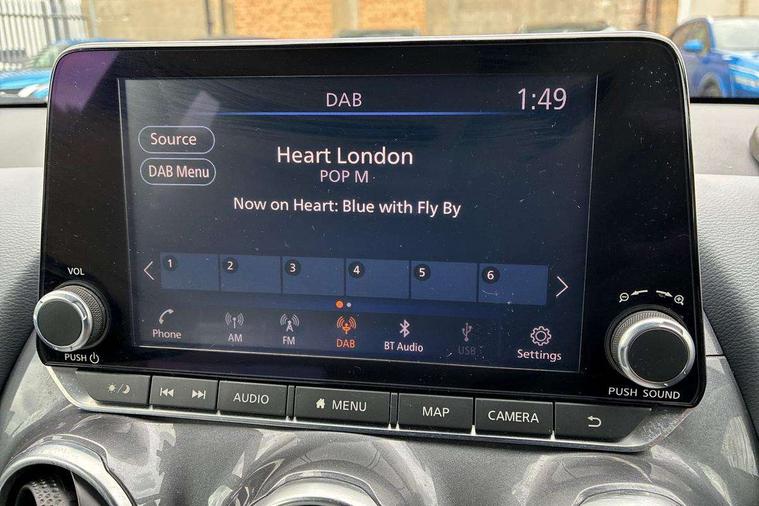 DAB
1:49
Source
DAB Menu
Heart London
POP M
Now on Heart: Blue with Fly By
1 2 3 4 5 6
Phone
AM
FM
DAB
BT Audio
USB
Settings
VOL
PUSH
PUSH SOUND
AUDIO
MENU
MAP
CAMERA